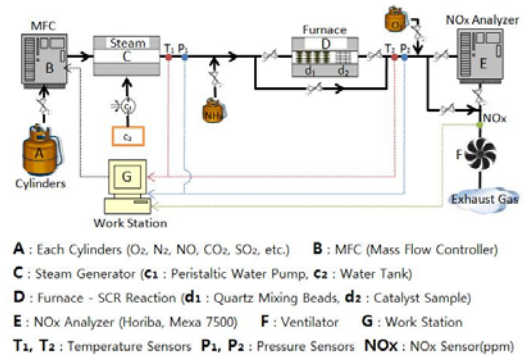 MFC
B
Steam
C
T₁ P₁
Furnace
D
d₁ d₂
T₂ P₂
O₂
NOx Analyzer
E
c₁
c₂
NH₃
NOx
A
Cylinders
G
Work Station
F
Exhaust Gas
A : Each Cylinders (O₂, N₂, NO, CO₂, SO₂, etc.) B : MFC (Mass Flow Controller)
C : Steam Generator (c₁ : Peristaltic Water Pump, c₂ : Water Tank)
D : Furnace - SCR Reaction (d₁ : Quartz Mixing Beads, d₂ : Catalyst Sample)
E : NOx Analyzer (Horiba, Mexa 7500) F : Ventilator G : Work Station
T₁, T₂ : Temperature Sensors P₁, P₂ : Pressure Sensors NOx : NOx Sensor(ppm)